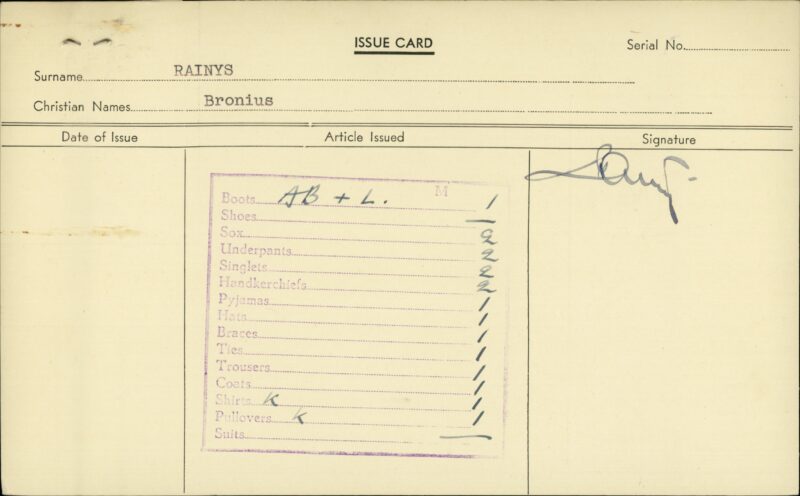 ISSUE CARD
Serial No.
Surname RAINYS
Christian Names Bronius
Date of Issue Article Issued Signature
M
Boots AB + L. 1
Shoes —
Sox 2
Underpants 2
Singlets 2
Handkerchiefs 2
Pyjamas 1
Hats 1
Braces 1
Ties 1
Trousers 1
Coats 1
Shirts K 1
Pullovers K 1
Suits —